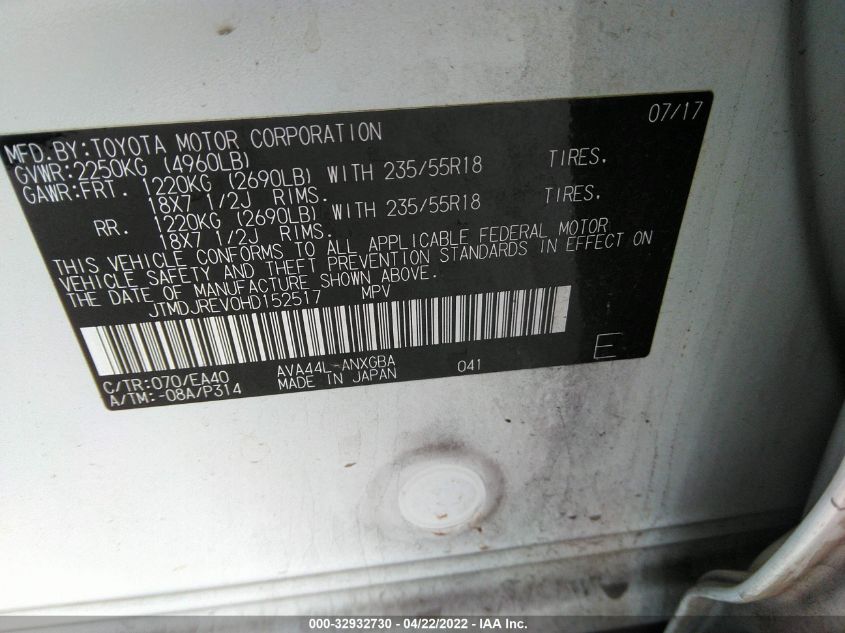 07/17
MFD.BY:TOYOTA MOTOR CORPORATION
GVWR:2250KG (4960LB)
GAWR:FRT. 1220KG (2690LB) WITH 235/55R18 TIRES.
18X7 1/2J RIMS.
RR. 1220KG (2690LB) WITH 235/55R18 TIRES.
18X7 1/2J RIMS.
THIS VEHICLE CONFORMS TO ALL APPLICABLE FEDERAL MOTOR
VEHICLE SAFETY AND THEFT PREVENTION STANDARDS IN EFFECT ON
THE DATE OF MANUFACTURE SHOWN ABOVE.
JTMDJREV0HD152517 MPV
C/TR:070/EA40 AVA44L-ANXGBA 041 E
A/TM:-08A/P314 MADE IN JAPAN
000-32932730 - 04/22/2022 - IAA Inc.